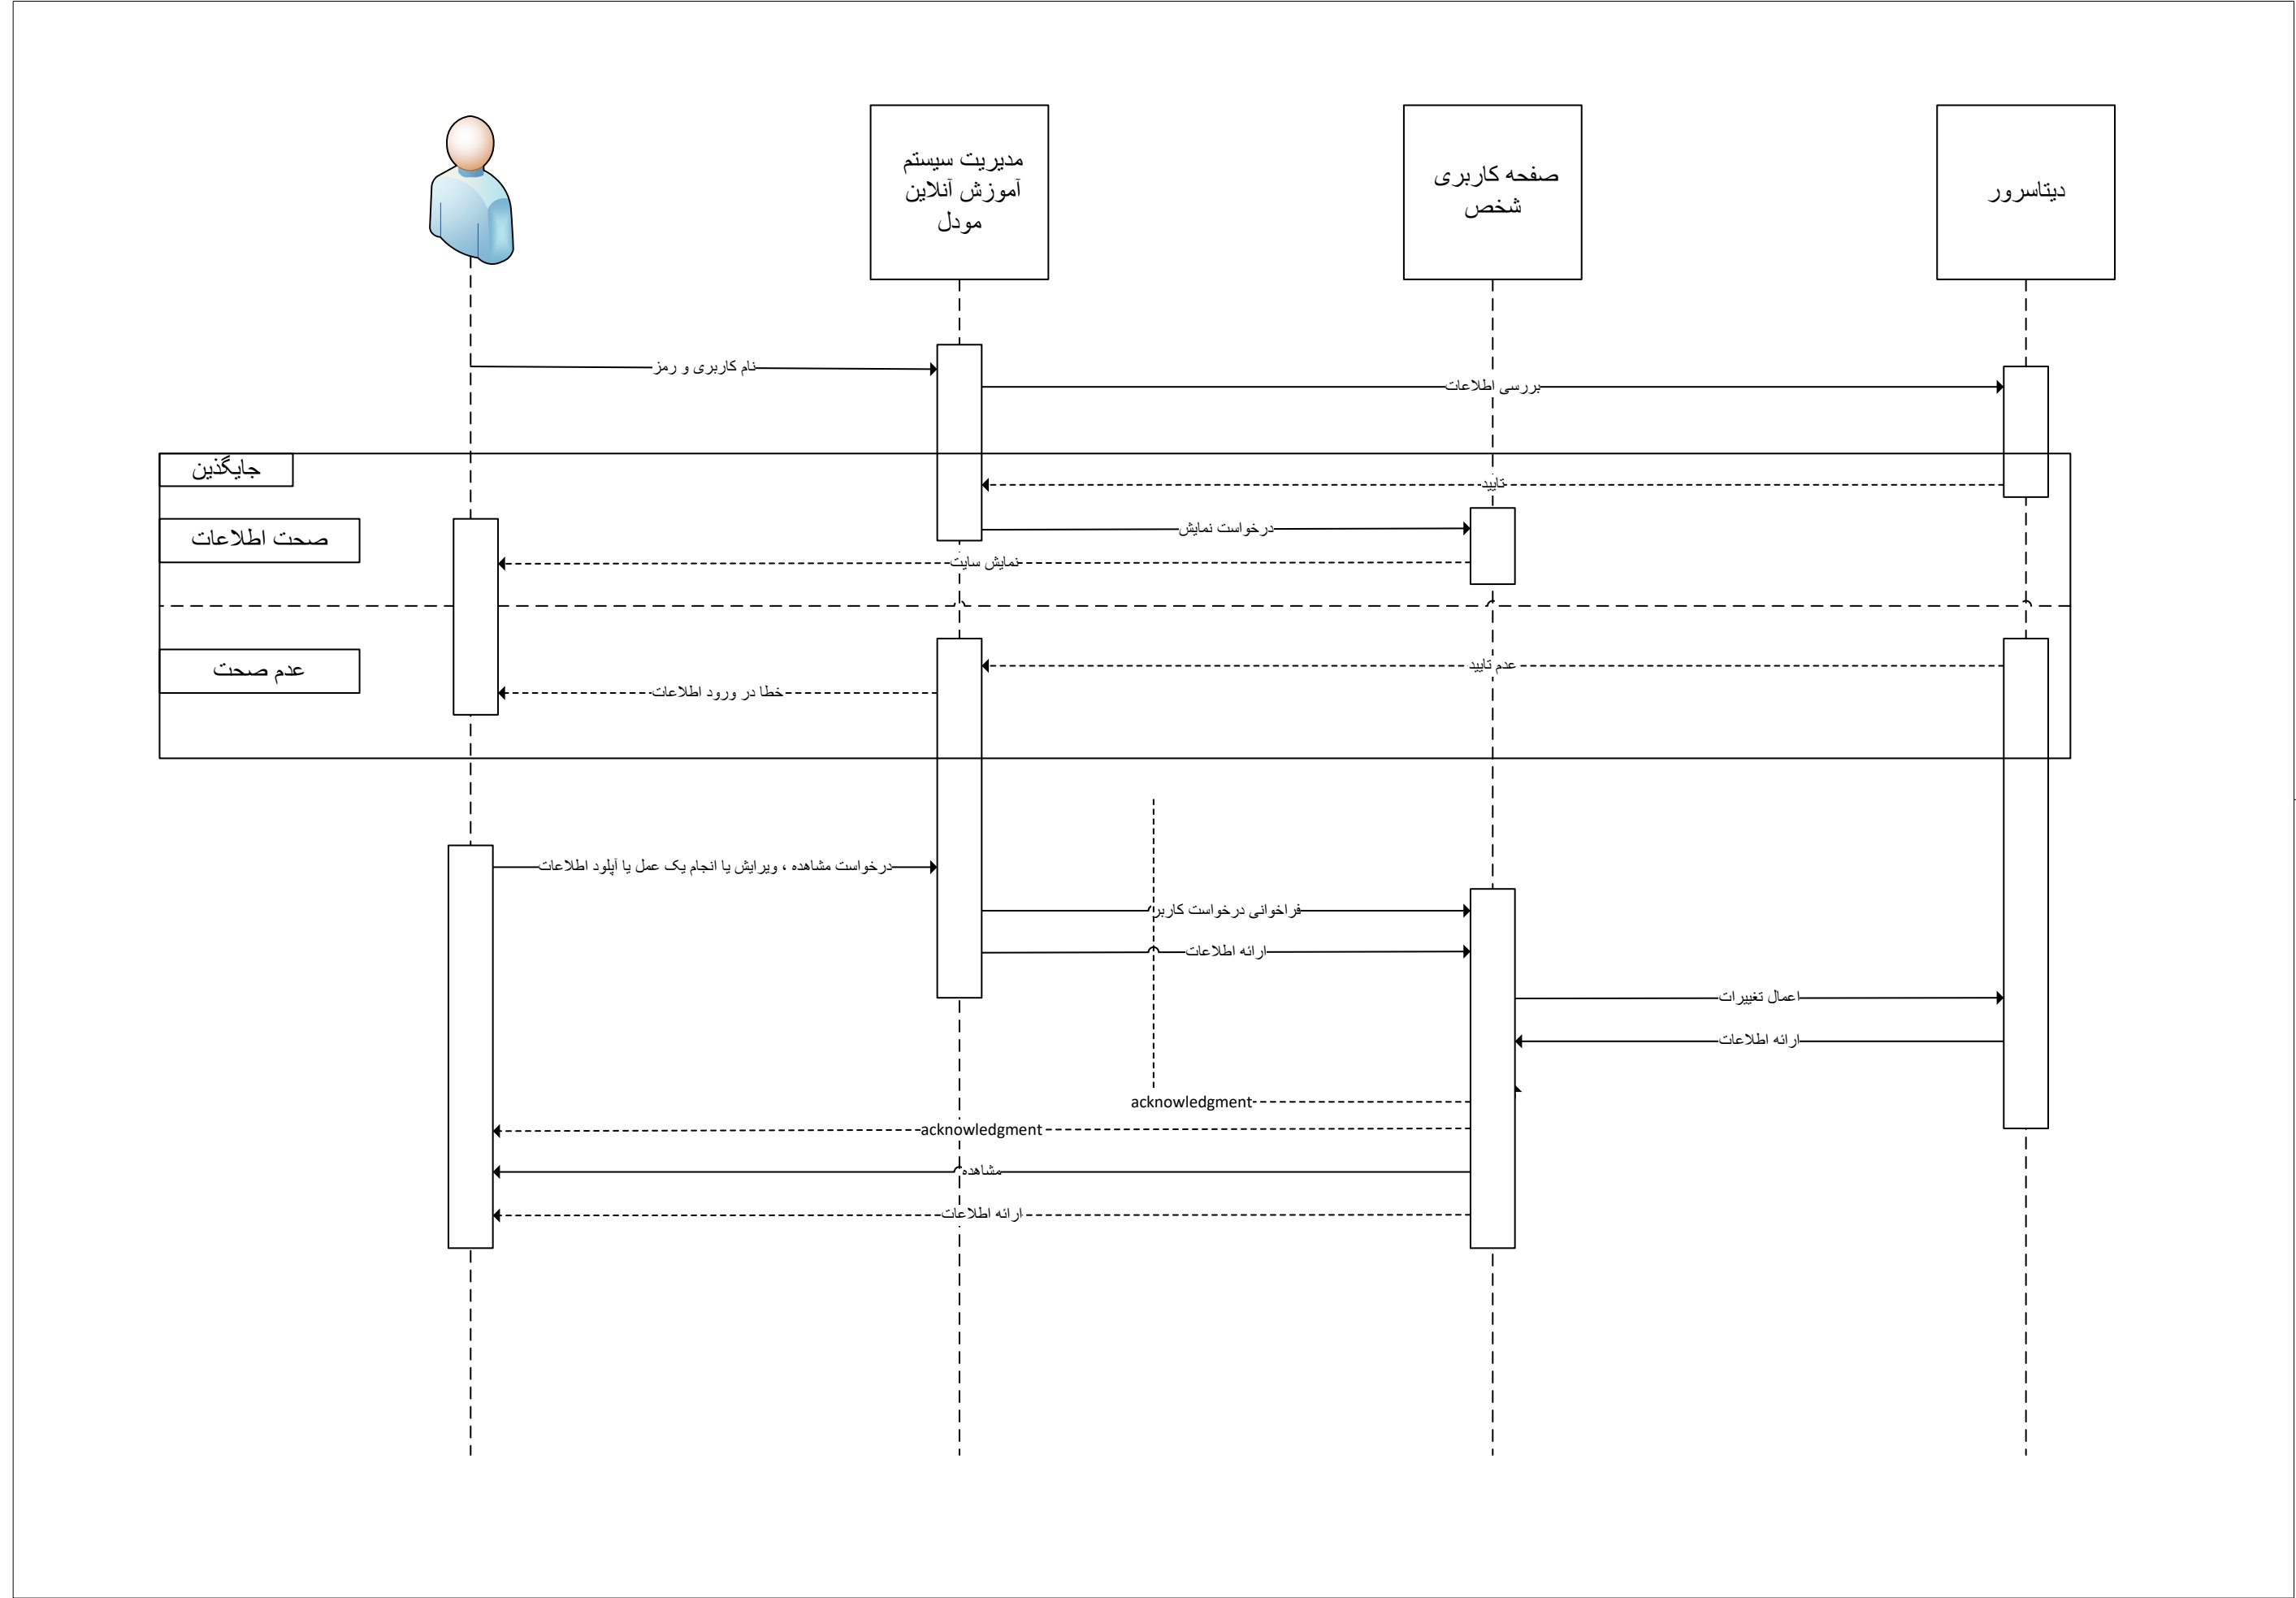 مدیریت سیستم
آموزش آنلاین
مودل
صفحه کاربری
شخص
دیتاسرور
نام کاربری و رمز
بررسی اطلاعات
جایگذین
تایید
صحت اطلاعات
درخواست نمایش
نمایش سایت
عدم تایید
عدم صحت
خطا در ورود اطلاعات
درخواست مشاهده ، ویرایش یا انجام یک عمل یا آپلود اطلاعات
فراخوانی درخواست کاربر
ارائه اطلاعات
اعمال تغییرات
ارائه اطلاعات
acknowledgment
acknowledgment
مشاهده
ارائه اطلاعات